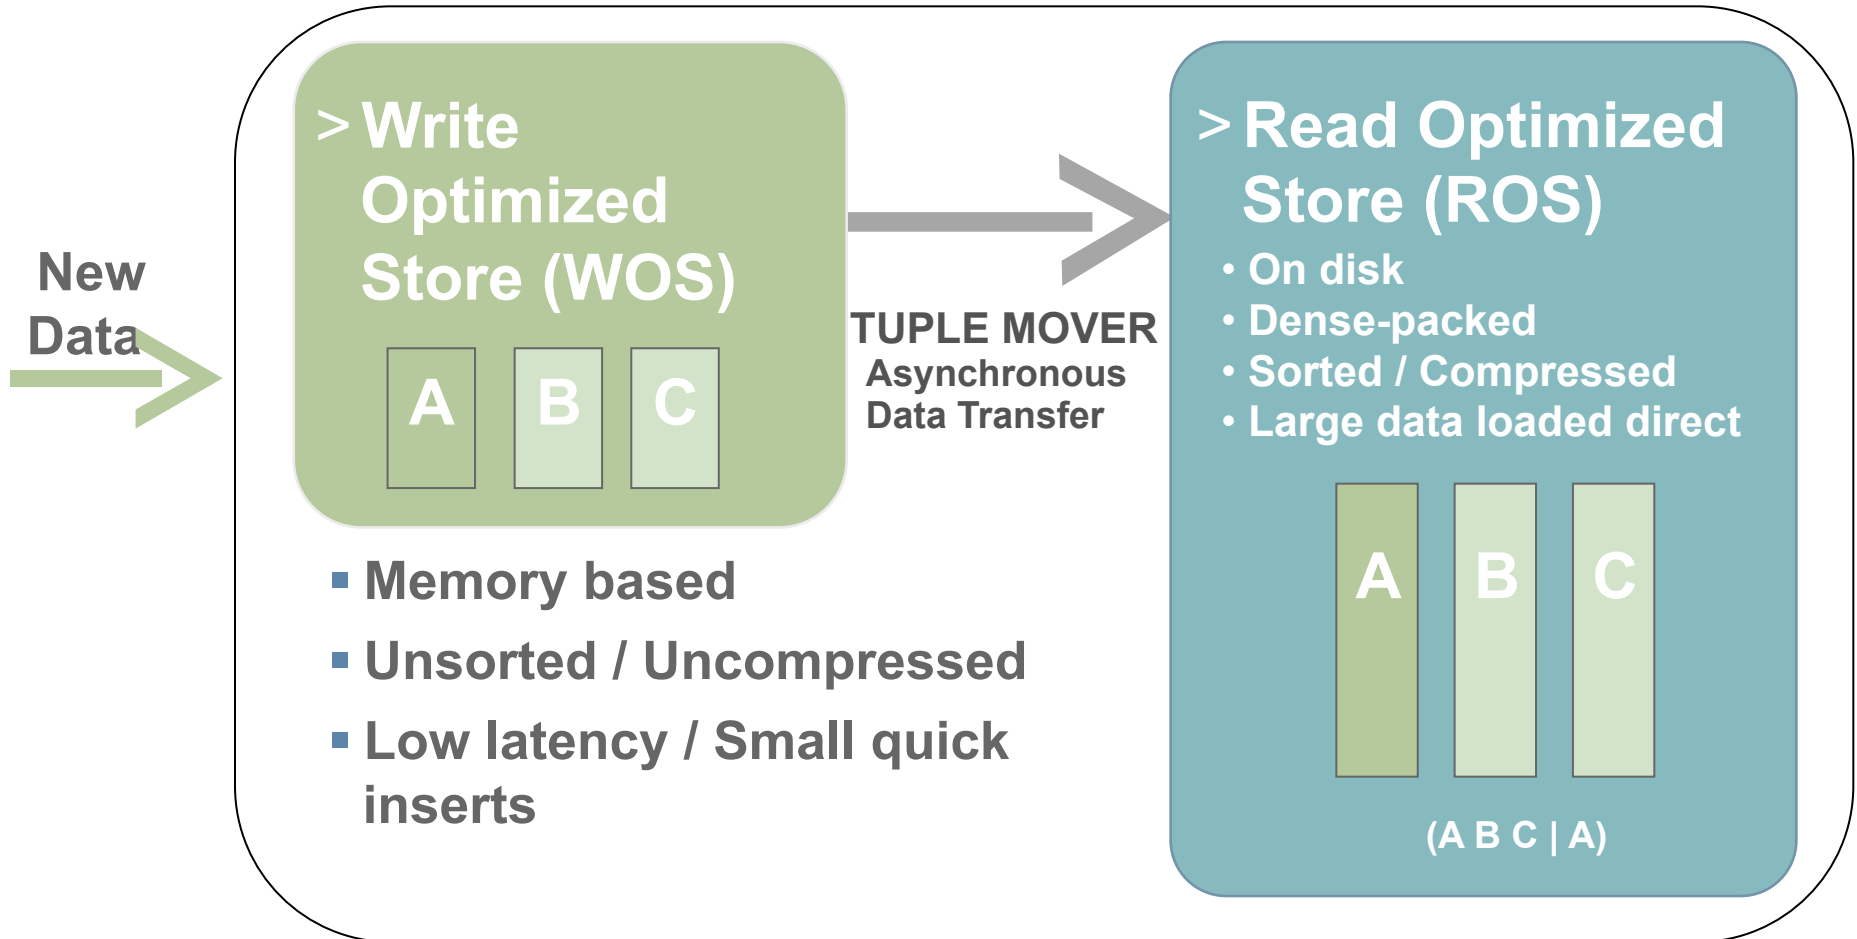 New
Data
> Write
Optimized
Store (WOS)
A B C
▪ Memory based
▪ Unsorted / Uncompressed
▪ Low latency / Small quick
inserts
TUPLE MOVER
Asynchronous
Data Transfer
> Read Optimized
Store (ROS)
• On disk
• Dense-packed
• Sorted / Compressed
• Large data loaded direct
A B C
(A B C | A)